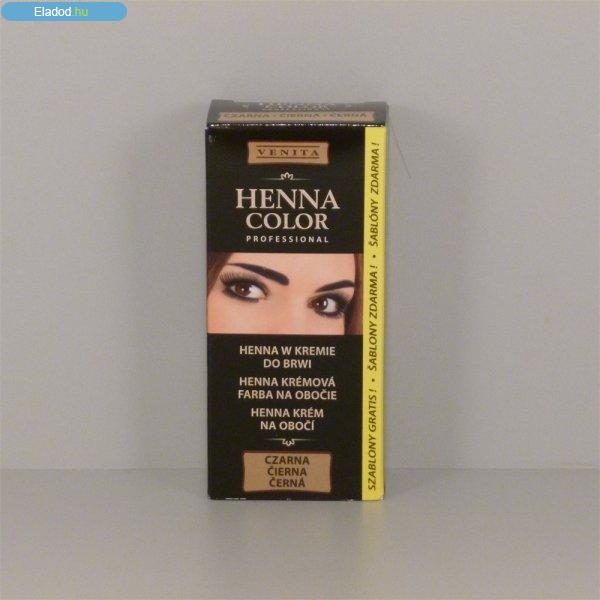 Eladod.hu
CZARNA • ČIERNA • ČERNÁ
VENITA
HENNA
COLOR
PROFESSIONAL
HENNA W KREMIE
DO BRWI
HENNA KRÉMOVÁ
FARBA NA OBOČIE
HENNA KRÉM
NA OBOČÍ
CZARNA
ČIERNA
ČERNÁ
SZABLONY GRATIS! • ŠABLONY ZDARMA! • ŠABLÓNY ZDARMA!